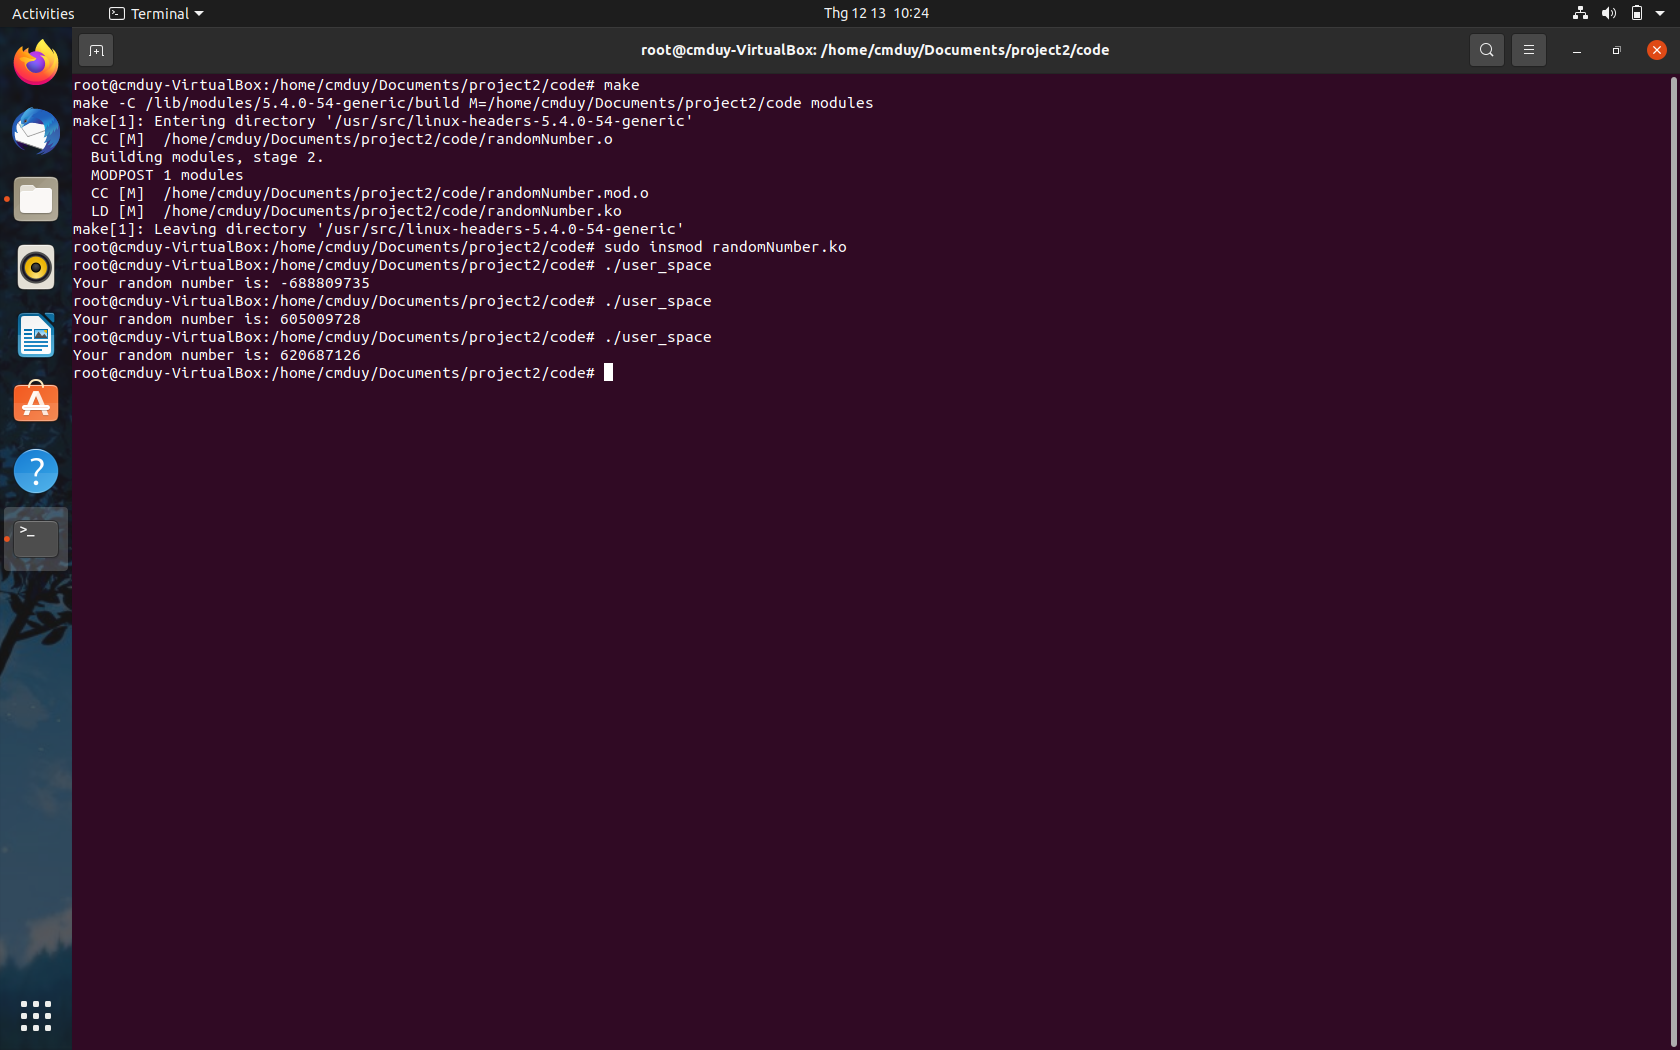 Activities
Terminal
Thg 12 13 10:24
root@cmduy-VirtualBox: /home/cmduy/Documents/project2/code
root@cmduy-VirtualBox:/home/cmduy/Documents/project2/code# make
make -C /lib/modules/5.4.0-54-generic/build M=/home/cmduy/Documents/project2/code modules
make[1]: Entering directory '/usr/src/linux-headers-5.4.0-54-generic'
  CC [M]  /home/cmduy/Documents/project2/code/randomNumber.o
  Building modules, stage 2.
  MODPOST 1 modules
  CC [M]  /home/cmduy/Documents/project2/code/randomNumber.mod.o
  LD [M]  /home/cmduy/Documents/project2/code/randomNumber.ko
make[1]: Leaving directory '/usr/src/linux-headers-5.4.0-54-generic'
root@cmduy-VirtualBox:/home/cmduy/Documents/project2/code# sudo insmod randomNumber.ko
root@cmduy-VirtualBox:/home/cmduy/Documents/project2/code# ./user_space
Your random number is: -688809735
root@cmduy-VirtualBox:/home/cmduy/Documents/project2/code# ./user_space
Your random number is: 605009728
root@cmduy-VirtualBox:/home/cmduy/Documents/project2/code# ./user_space
Your random number is: 620687126
root@cmduy-VirtualBox:/home/cmduy/Documents/project2/code#